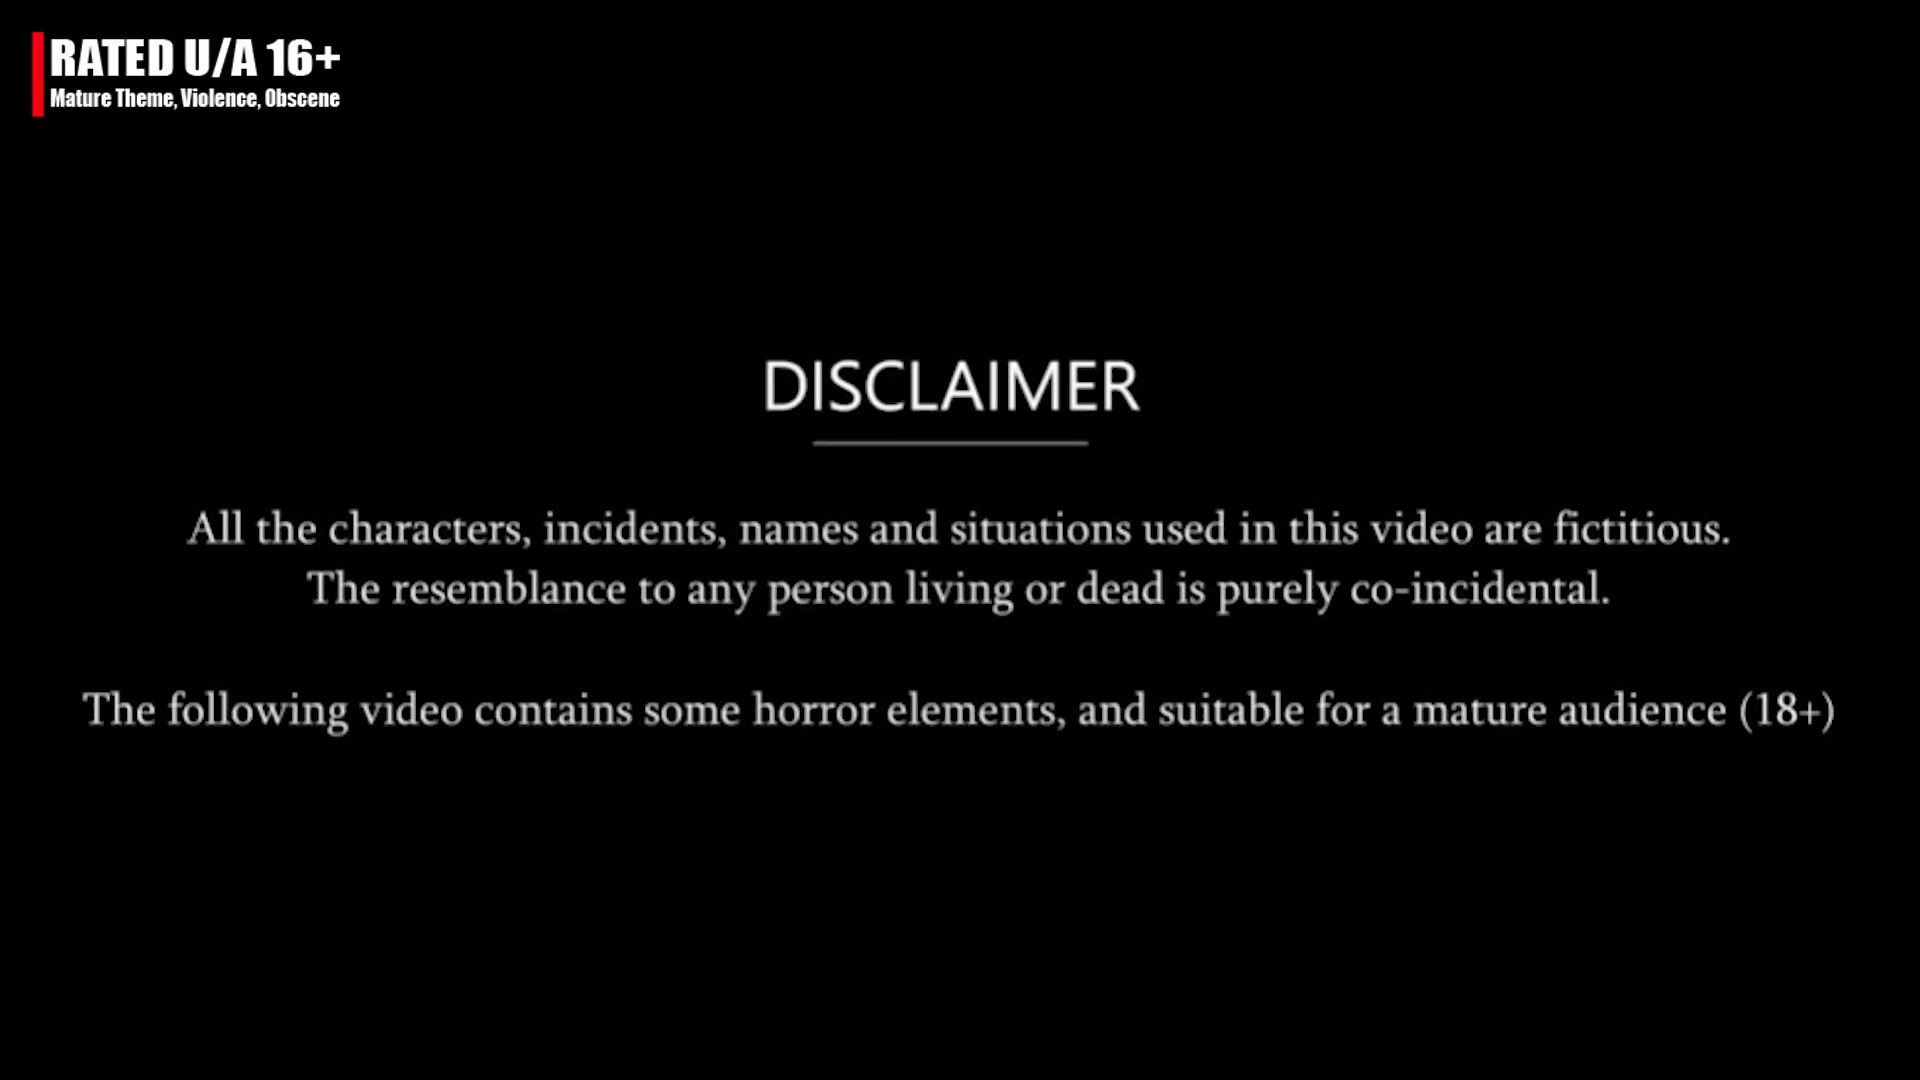 RATED U/A 16+
Mature Theme, Violence, Obscene
DISCLAIMER
All the characters, incidents, names and situations used in this video are fictitious.
The resemblance to any person living or dead is purely co-incidental.
The following video contains some horror elements, and suitable for a mature audience (18+)